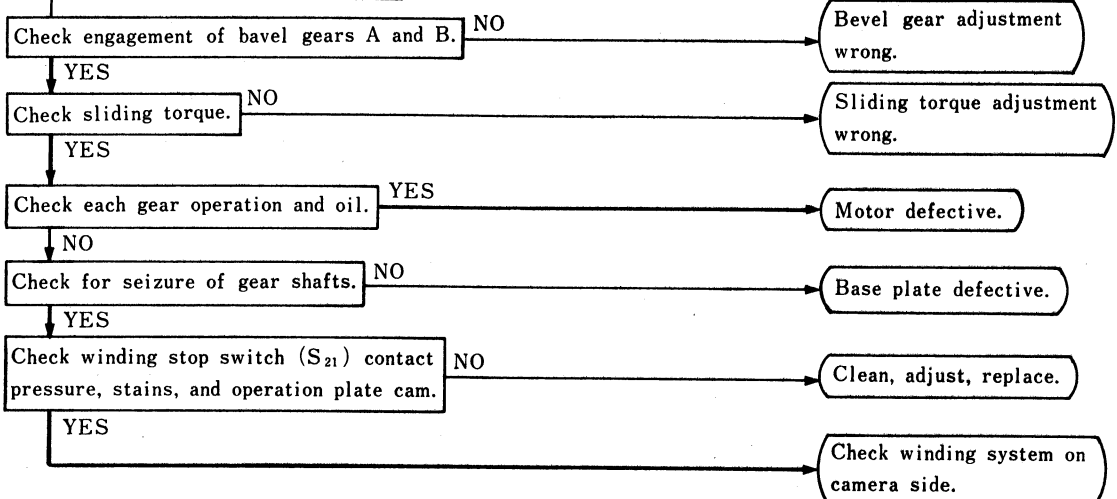 Check engagement of bavel gears A and B.
NO
Bevel gear adjustment
wrong.
YES
Check sliding torque.
NO
Sliding torque adjustment
wrong.
YES
Check each gear operation and oil.
YES
Motor defective.
NO
Check for seizure of gear shafts.
NO
Base plate defective.
YES
Check winding stop switch (S₂₁) contact
pressure, stains, and operation plate cam.
NO
Clean, adjust, replace.
YES
Check winding system on
camera side.